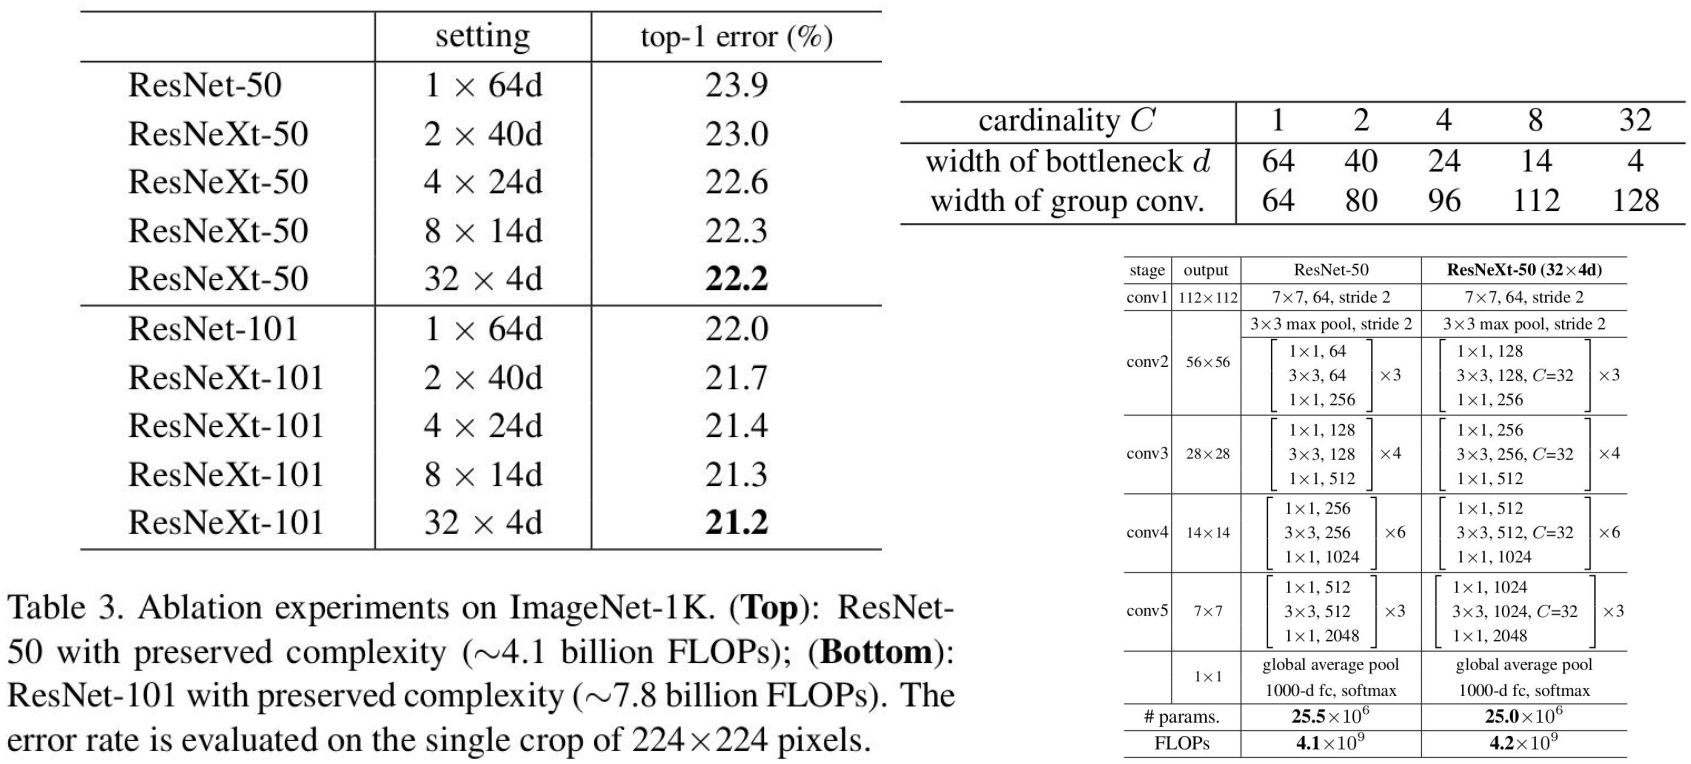 setting top-1 error (%)
ResNet-50 1 × 64d 23.9
ResNeXt-50 2 × 40d 23.0
ResNeXt-50 4 × 24d 22.6
ResNeXt-50 8 × 14d 22.3
ResNeXt-50 32 × 4d 22.2
ResNet-101 1 × 64d 22.0
ResNeXt-101 2 × 40d 21.7
ResNeXt-101 4 × 24d 21.4
ResNeXt-101 8 × 14d 21.3
ResNeXt-101 32 × 4d 21.2
Table 3. Ablation experiments on ImageNet-1K. (Top): ResNet-
50 with preserved complexity (∼4.1 billion FLOPs); (Bottom):
ResNet-101 with preserved complexity (∼7.8 billion FLOPs). The
error rate is evaluated on the single crop of 224×224 pixels.
cardinality C 1 2 4 8 32
width of bottleneck d 64 40 24 14 4
width of group conv. 64 80 96 112 128
stage output ResNet-50 ResNeXt-50 (32×4d)
conv1 112×112 7×7, 64, stride 2 7×7, 64, stride 2
3×3 max pool, stride 2 3×3 max pool, stride 2
1×1, 64 1×1, 128
conv2 56×56 3×3, 64 ×3 3×3, 128, C=32 ×3
1×1, 256 1×1, 256
1×1, 128 1×1, 256
conv3 28×28 3×3, 128 ×4 3×3, 256, C=32 ×4
1×1, 512 1×1, 512
1×1, 256 1×1, 512
conv4 14×14 3×3, 256 ×6 3×3, 512, C=32 ×6
1×1, 1024 1×1, 1024
1×1, 512 1×1, 1024
conv5 7×7 3×3, 512 ×3 3×3, 1024, C=32 ×3
1×1, 2048 1×1, 2048
1×1 global average pool global average pool
1000-d fc, softmax 1000-d fc, softmax
# params. 25.5×10⁶ 25.0×10⁶
FLOPs 4.1×10⁹ 4.2×10⁹